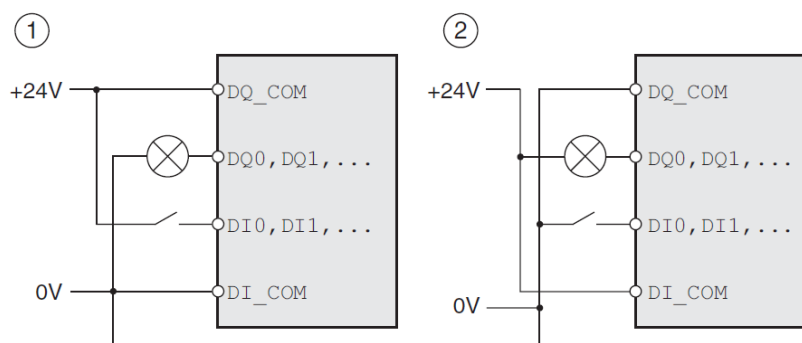 1
+24V
DQ_COM
DQ0,DQ1,...
DI0,DI1,...
0V
DI_COM
2
+24V
DQ_COM
DQ0,DQ1,...
DI0,DI1,...
DI_COM
0V